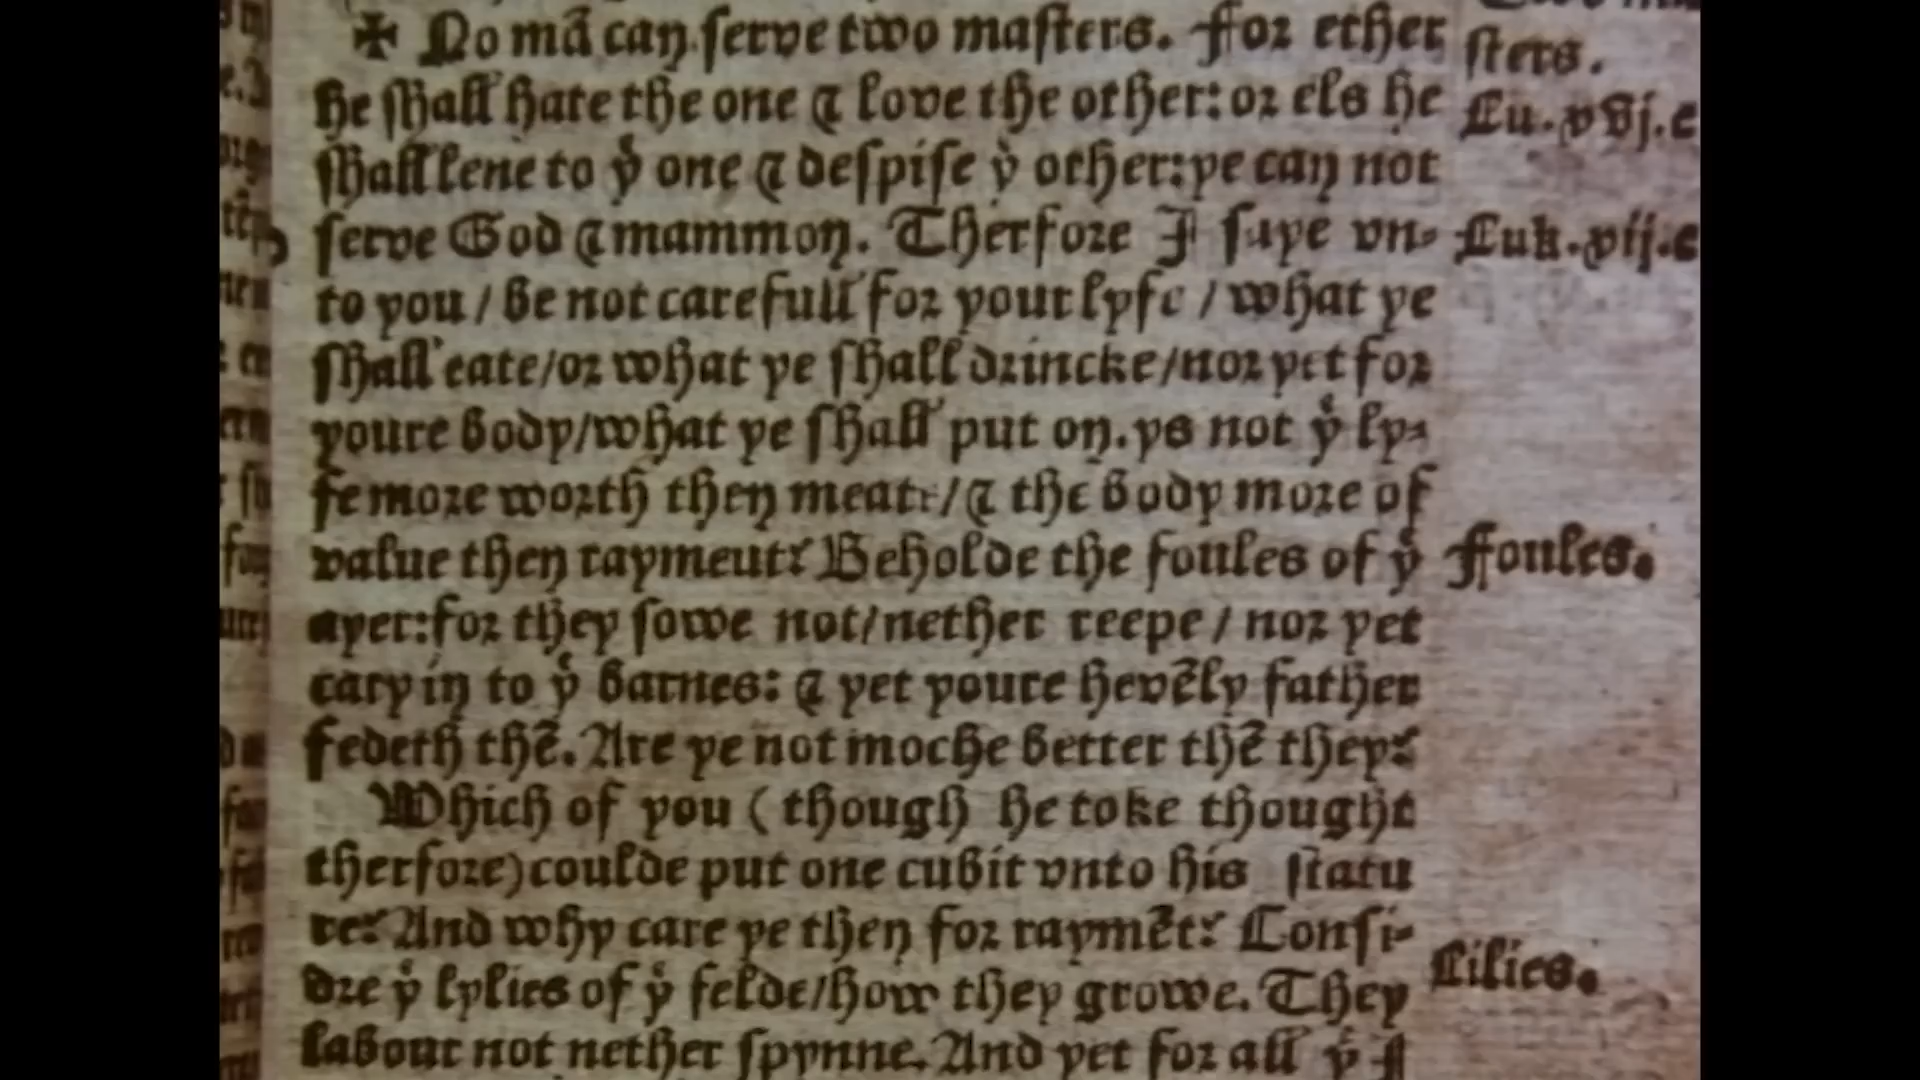 ✠ No mā can serve two masters. For ether
he shall hate the one & love the other: or els he
shall lene to yͤ one & despise yͤ other: ye can not
serve God & mammon. Therfore I saye vn-
to you / be not carefull for your lyfe / what ye
shall eate / or what ye shall drincke / nor yet for
youre body / what ye shall put on. ys not yͤ ly-
fe more worth then meate / & the body more of
value then rayment? Beholde the foules of yͤ
ayer: for they sowe not / nether reepe / nor yet
cary in to yͤ barnes: & yet youre hevēly father
fedeth thē. Are ye not moche better thē they?
Which of you (though he toke thought
therfore) coulde put one cubit vnto his statu
re? And why care ye then for raymēt? Consi-
dre yͤ lylies of yͤ felde / how they growe. They
labour not nether spynne. And yet for all yͭ I
sters.
Lu. xvj. c
Luk. xij. c
Foules.
Lilies.